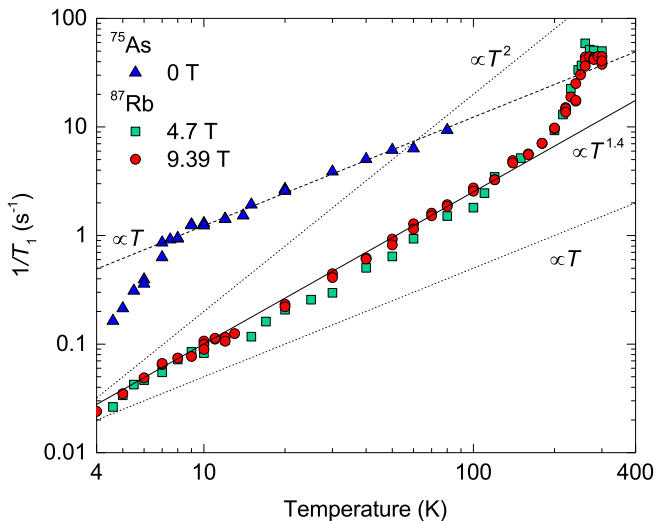 100
10
1
0.1
0.01
4
10
100
400
1/T₁ (s⁻¹)
Temperature (K)
⁷⁵As
0 T
⁸⁷Rb
4.7 T
9.39 T
∝T²
∝T¹·⁴
∝T
∝T